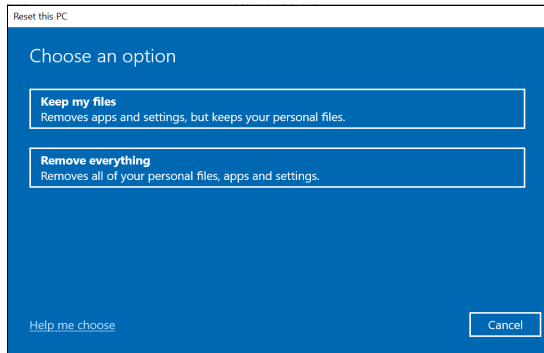 Reset this PC
Choose an option
Keep my files
Removes apps and settings, but keeps your personal files.
Remove everything
Removes all of your personal files, apps and settings.
Help me choose
Cancel